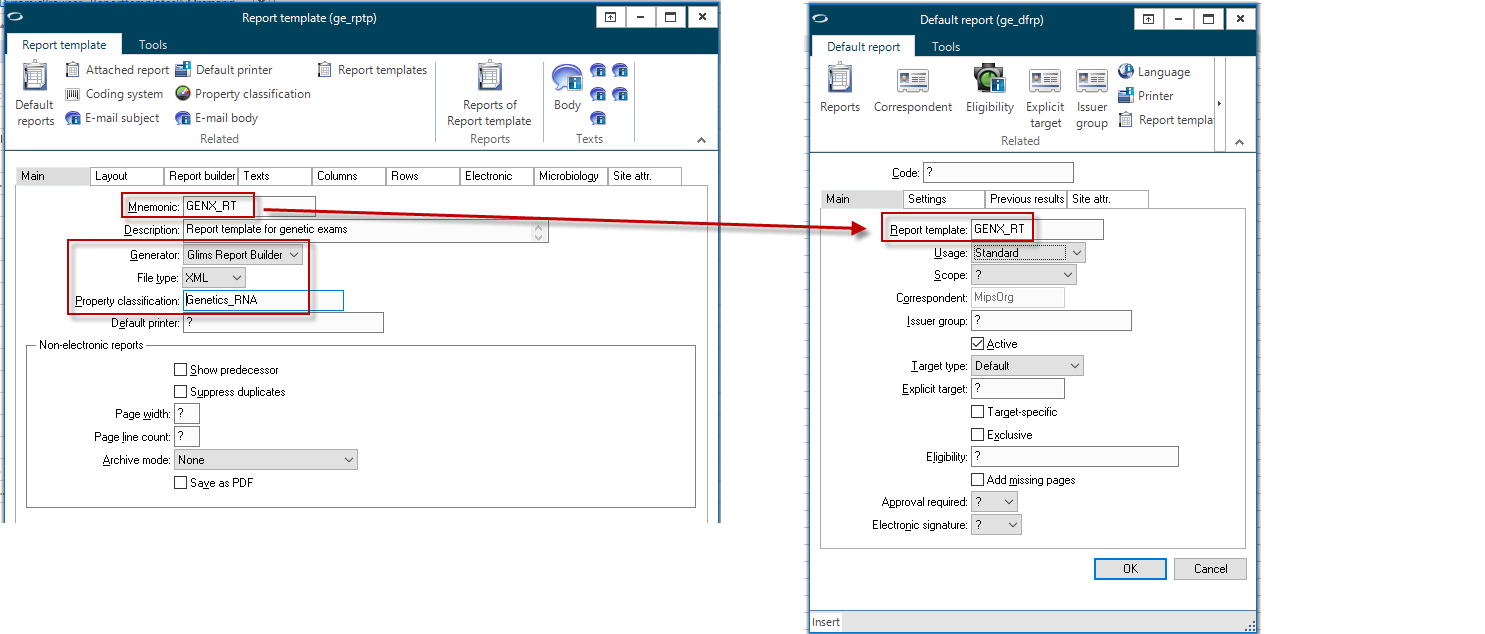 Report template (ge_rptp)
Report template Tools
Attached report Default printer Report templates
Default reports
Coding system Property classification
E-mail subject E-mail body
Related
Reports of Report template
Reports
Body
Texts
Main Layout Report builder Texts Columns Rows Electronic Microbiology Site attr.
Mnemonic: GENX_RT
Description: Report template for genetic exams
Generator: Glims Report Builder
File type: XML
Property classification: Genetics_RNA
Default printer: ?
Non-electronic reports
Show predecessor
Suppress duplicates
Page width: ?
Page line count: ?
Archive mode: None
Save as PDF
Default report (ge_dfrp)
Default report Tools
Reports Correspondent Eligibility Explicit target Issuer group
Language
Printer
Report templa
Related
Code: ?
Main Settings Previous results Site attr.
Report template: GENX_RT
Usage: Standard
Scope: ?
Correspondent: MipsOrg
Issuer group: ?
Active
Target type: Default
Explicit target: ?
Target-specific
Exclusive
Eligibility: ?
Add missing pages
Approval required: ?
Electronic signature: ?
OK Cancel
Insert